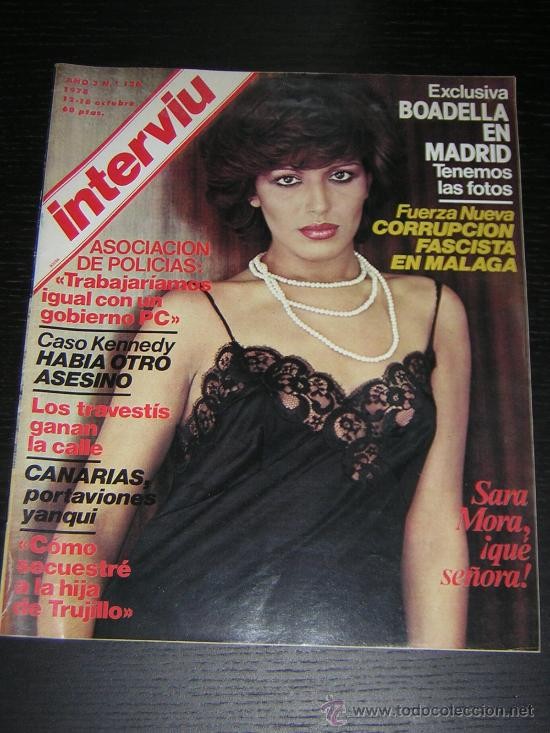 AÑO 3 N.º 126
1978
12-18 octubre
60 ptas.
interviu
Exclusiva
BOADELLA
EN
MADRID
Tenemos
las fotos
Fuerza Nueva
CORRUPCION
FASCISTA
EN MALAGA
ASOCIACION
DE POLICIAS:
«Trabajaríamos
igual con un
gobierno PC»
Caso Kennedy
HABIA OTRO
ASESINO
Los travestís
ganan
la calle
CANARIAS,
portaviones
yanqui
«Cómo
secuestré
a la hija
de Trujillo»
Sara
Mora,
¡qué
señora!
www.todocoleccion.net